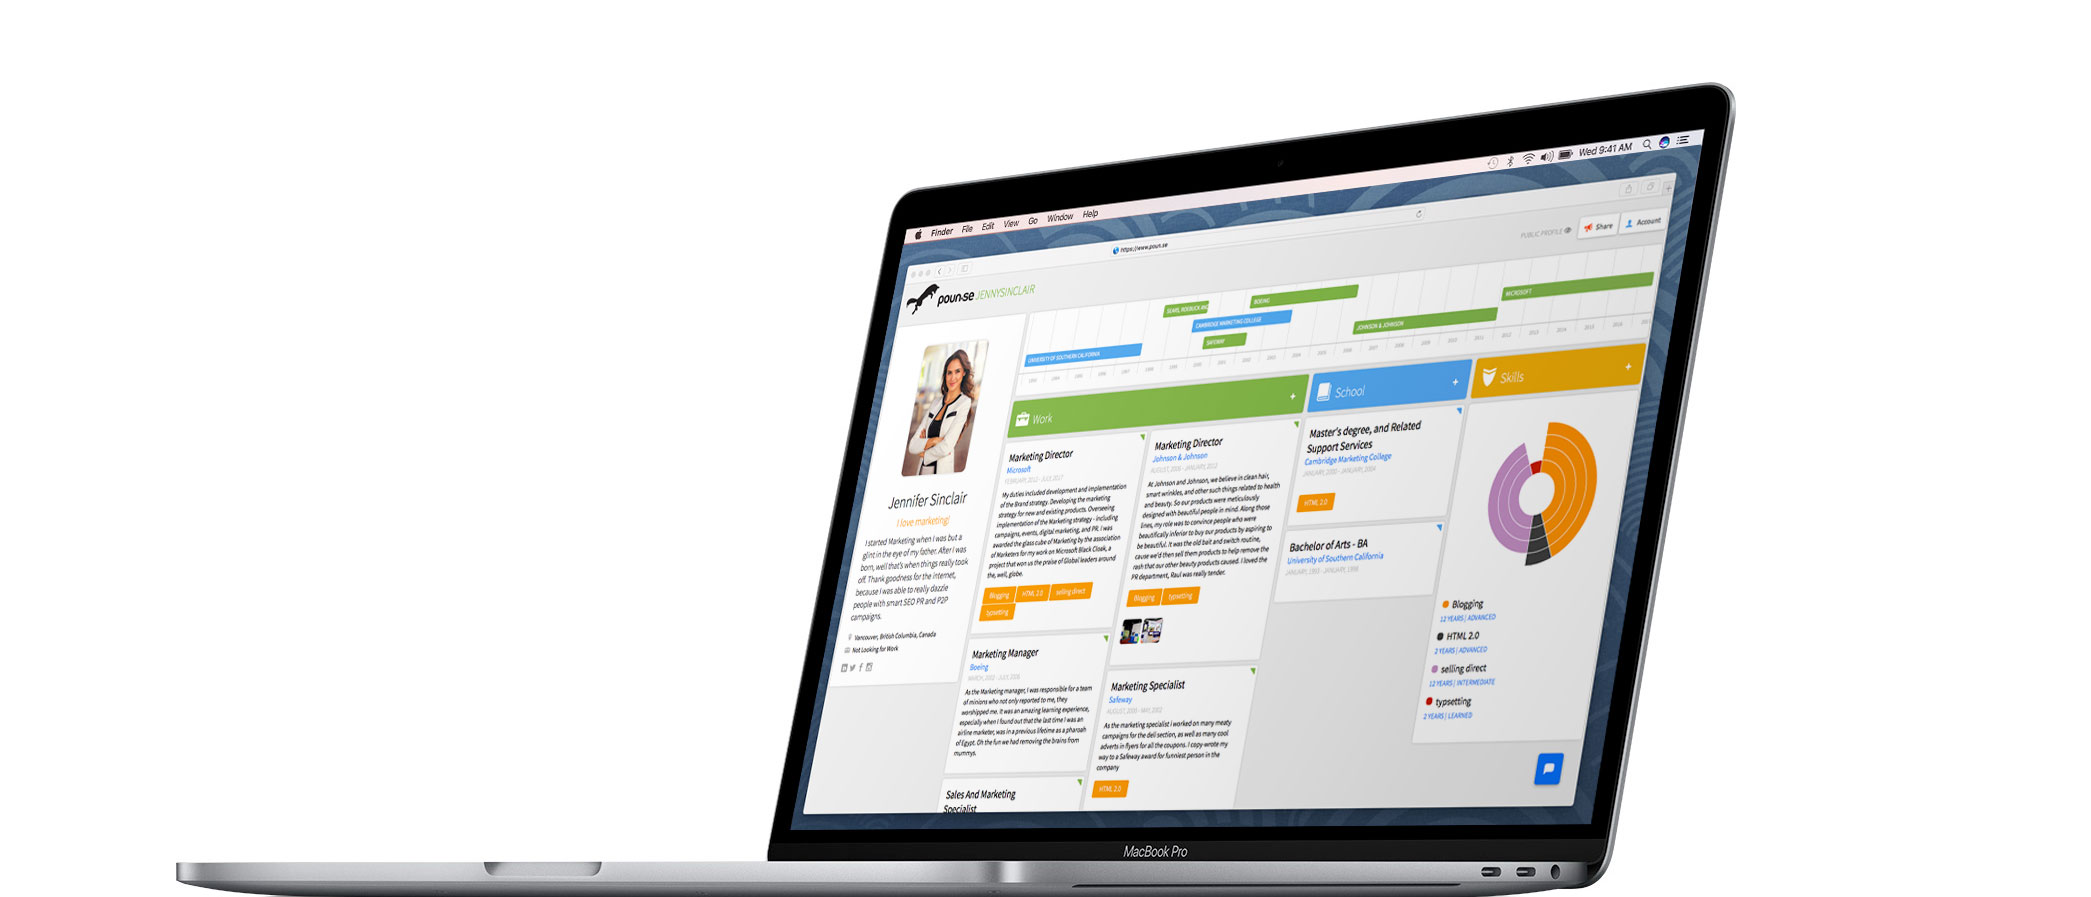 Finder File Edit View Go Window Help
Wed 9:41 AM
https://www.poun.se
poun.se JENNYSINCLAIR
PUBLIC PROFILE
Share
Account
UNIVERSITY OF SOUTHERN CALIFORNIA
SEARS, ROEBUCK AND
CAMBRIDGE MARKETING COLLEGE
SAFEWAY
BOEING
JOHNSON & JOHNSON
MICROSOFT
Jennifer Sinclair
I love marketing!
I started Marketing when I was but a
glint in the eye of my father. After I was
born, well that's when things really took
off. Thank goodness for the internet,
because I was able to really dazzle
people with smart SEO PR and P2P
campaigns.
Vancouver, British Columbia, Canada
Not Looking for Work
Work +
Marketing Director
Microsoft
FEBRUARY, 2012 - JULY, 2017
My duties included development and implementation
of the Brand strategy. Developing the marketing
strategy for new and existing products. Overseeing
implementation of the Marketing strategy - including
campaigns, events, digital marketing, and PR. I was
awarded the glass cube of Marketing by the association
of Marketers for my work on Microsoft Black Cloak, a
project that won us the praise of Global leaders around
the, well, globe.
Blogging HTML 2.0 selling direct
typsetting
Marketing Manager
Boeing
MARCH, 2002 - JULY, 2006
As the Marketing manager, I was responsible for a team
of minions who not only reported to me, they
worshipped me. It was an amazing learning experience,
especially when I found out that the last time I was an
airline marketer, was in a previous lifetime as a pharoah
of Egypt. Oh the fun we had removing the brains from
mummys.
Sales And Marketing
Specialist
Marketing Director
Johnson & Johnson
AUGUST, 2006 - JANUARY, 2012
At Johnson and Johnson, we believe in clean hair,
smart wrinkles, and other such things related to health
and beauty. So our products were meticulously
designed with beautiful people in mind. Along those
lines, my role was to convince people who were
beautifully inferior to buy our products by aspiring to
be beautiful. It was the old bait and switch routine,
cause we'd then sell them products to help remove the
rash that our other beauty products caused. I loved the
PR department, Raul was really tender.
Blogging typsetting
Marketing Specialist
Safeway
AUGUST, 2000 - MAY, 2002
As the marketing specialist i worked on many meaty
campaigns for the deli section, as well as many cool
adverts in flyers for all the coupons. I copy-wrote my
way to a Safeway award for funniest person in the
company
HTML 2.0
School +
Master's degree, and Related
Support Services
Cambridge Marketing College
JANUARY, 2000 - JANUARY, 2004
HTML 2.0
Bachelor of Arts - BA
University of Southern California
JANUARY, 1993 - JANUARY, 1998
Skills +
Blogging
12 YEARS | ADVANCED
HTML 2.0
2 YEARS | ADVANCED
selling direct
12 YEARS | INTERMEDIATE
typsetting
2 YEARS | LEARNED
MacBook Pro